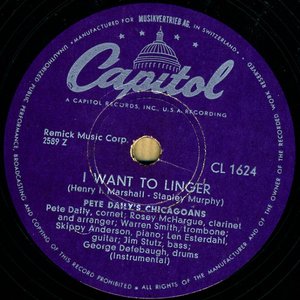 MANUFACTURED FOR MUSIKVERTRIEB AG. IN SWITZERLAND
UNAUTHORIZED PUBLIC PERFORMANCE, BROADCASTING AND COPYING OF THIS RECORD PROHIBITED
ALL RIGHTS OF THE MANUFACTURER AND OF THE OWNER OF THE RECORDED WORK RESERVED
Capitol
A CAPITOL RECORDS, INC., U.S.A. RECORDING
Remick Music Corp.
2589 Z
CL 1624
I WANT TO LINGER
(Henry I. Marshall - Stanley Murphy)
PETE DAILY'S CHICAGOANS
Pete Daily, cornet; Rosey McHargue, clarinet
and arranger; Warren Smith, trombone;
Skippy Anderson, piano; Len Esterdahl,
guitar; Jim Stutz, bass;
George Defebaugh, drums
(Instrumental)